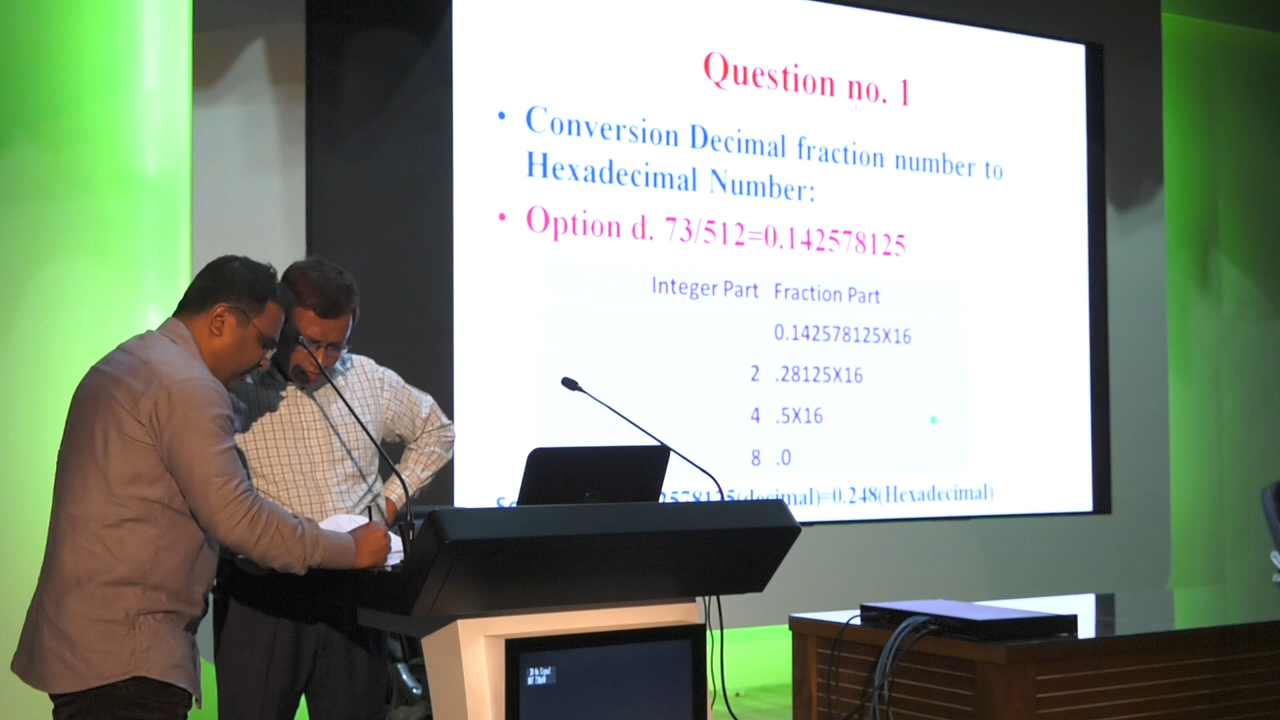 Question no. 1
• Conversion Decimal fraction number to
Hexadecimal Number:
• Option d. 73/512=0.142578125
Integer Part Fraction Part
0.142578125X16
2 .28125X16
4 .5X16
8 .0
2578125(decimal)=0.248(Hexadecimal)